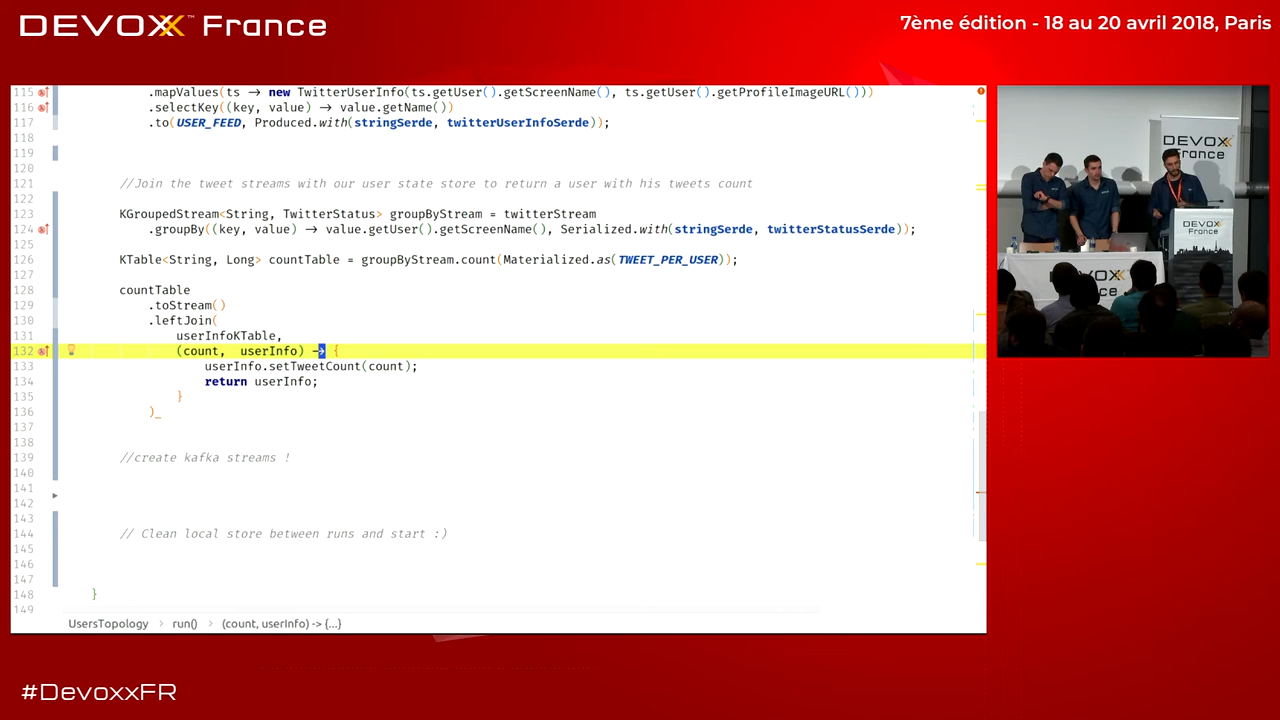 DEVOXX™ France
7ème édition - 18 au 20 avril 2018, Paris
115 .mapValues(ts → new TwitterUserInfo(ts.getUser().getScreenName(), ts.getUser().getProfileImageURL()))
116 .selectKey((key, value) → value.getName())
117 .to(USER_FEED, Produced.with(stringSerde, twitterUserInfoSerde));
118
119
120
121 //Join the tweet streams with our user state store to return a user with his tweets count
122
123 KGroupedStream<String, TwitterStatus> groupByStream = twitterStream
124 .groupBy((key, value) → value.getUser().getScreenName(), Serialized.with(stringSerde, twitterStatusSerde));
125
126 KTable<String, Long> countTable = groupByStream.count(Materialized.as(TWEET_PER_USER));
127
128 countTable
129 .toStream()
130 .leftJoin(
131 userInfoKTable,
132 (count, userInfo) -> {
133 userInfo.setTweetCount(count);
134 return userInfo;
135 }
136 )_
137
138
139 //create kafka streams !
140
141
142
143
144 // Clean local store between runs and start :)
145
146
147
148 }
149
UsersTopology > run() > (count, userInfo) -> {...}
DEVOXX
France
DEVOXX
France
DEVOXX
France
#DevoxxFR